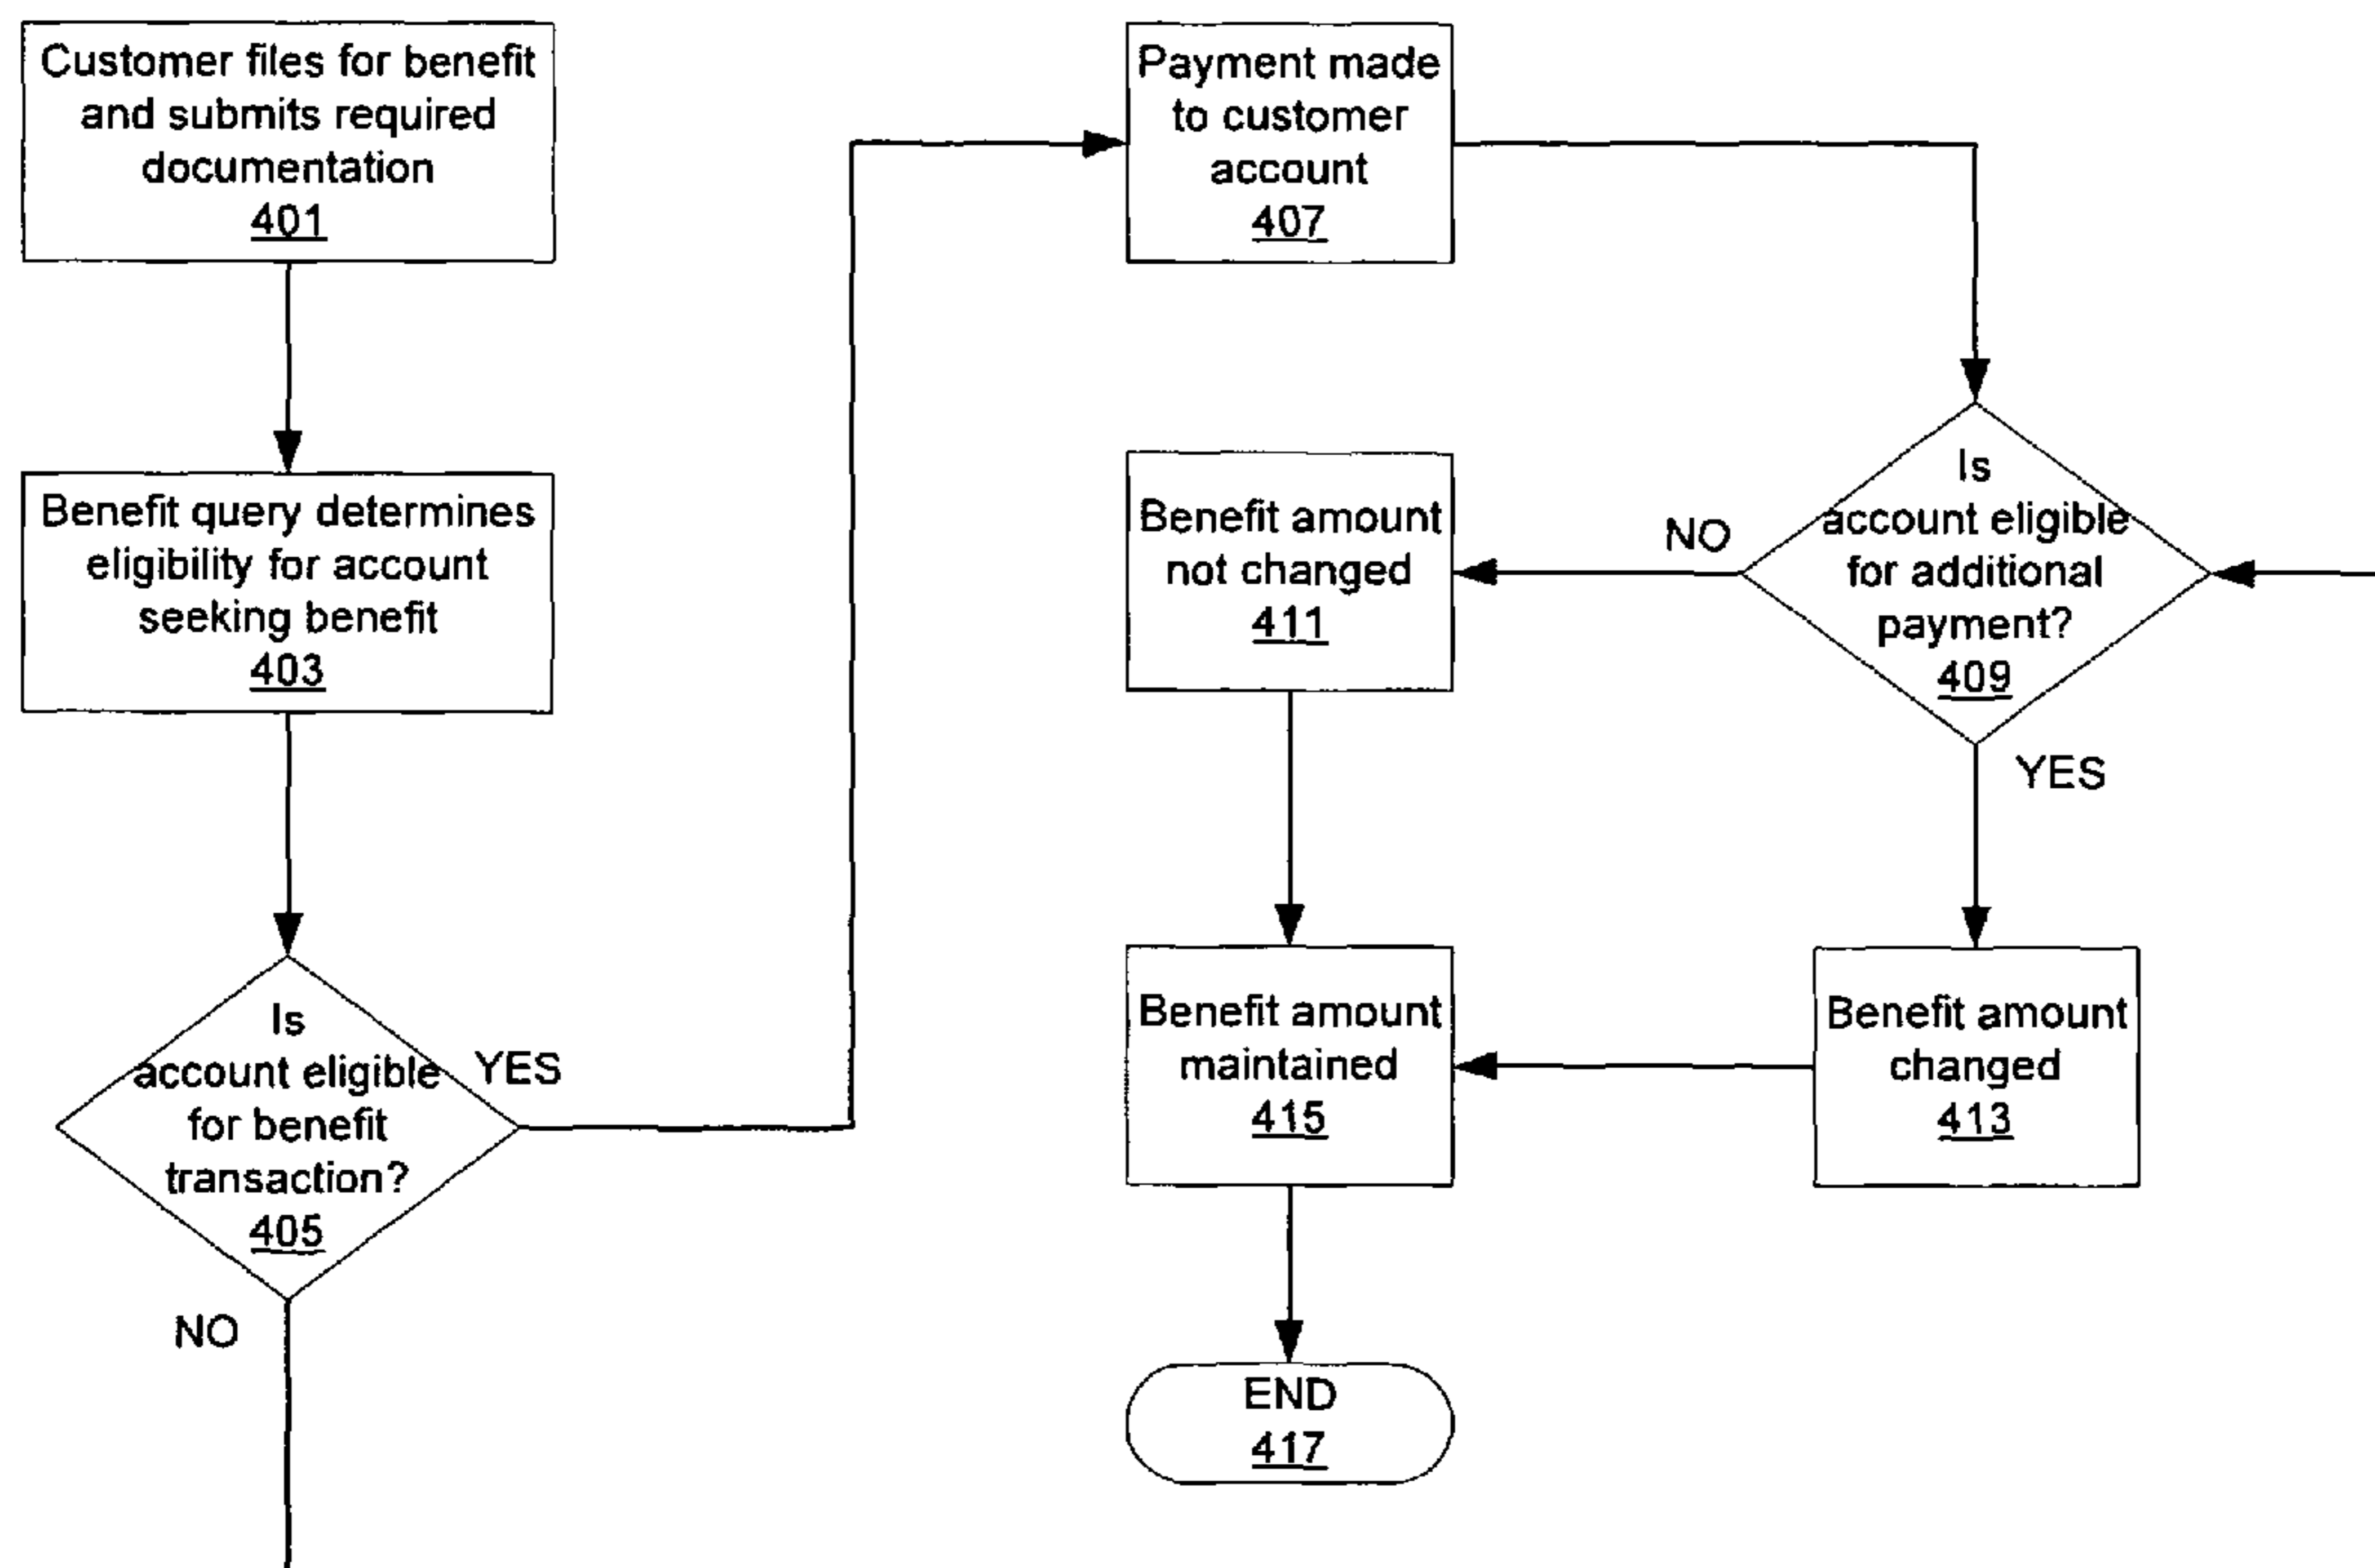 Customer files for benefit
and submits required
documentation
401
Benefit query determines
eligibility for account
seeking benefit
403
Is
account eligible
for benefit
transaction?
405
YES
NO
Payment made
to customer
account
407
Is
account eligible
for additional
payment?
409
NO
YES
Benefit amount
not changed
411
Benefit amount
changed
413
Benefit amount
maintained
415
END
417